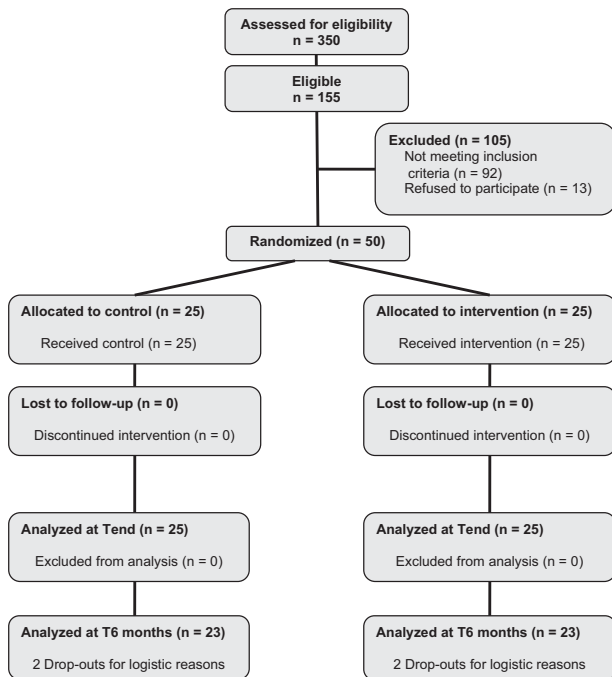 Assessed for eligibility
n = 350
Eligible
n = 155
Excluded (n = 105)
Not meeting inclusion
criteria (n = 92)
Refused to participate (n = 13)
Randomized (n = 50)
Allocated to control (n = 25)
Received control (n = 25)
Allocated to intervention (n = 25)
Received intervention (n = 25)
Lost to follow-up (n = 0)
Discontinued intervention (n = 0)
Lost to follow-up (n = 0)
Discontinued intervention (n = 0)
Analyzed at Tend (n = 25)
Excluded from analysis (n = 0)
Analyzed at Tend (n = 25)
Excluded from analysis (n = 0)
Analyzed at T6 months (n = 23)
2 Drop-outs for logistic reasons
Analyzed at T6 months (n = 23)
2 Drop-outs for logistic reasons